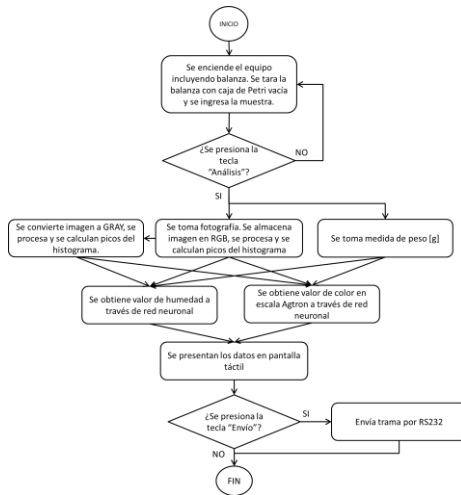 INICIO
Se enciende el equipo
incluyendo balanza. Se tara la
balanza con caja de Petri vacía
y se ingresa la muestra.
¿Se presiona la
tecla
"Análisis"?
NO
SI
Se convierte imagen a GRAY, se
procesa y se calculan picos del
histograma.
Se toma fotografía. Se almacena
imagen en RGB, se procesa y se
calculan picos del histograma
Se toma medida de peso [g]
Se obtiene valor de humedad a
través de red neuronal
Se obtiene valor de color en
escala Agtron a través de red
neuronal
Se presentan los datos en pantalla
táctil
¿Se presiona la
tecla "Envío"?
SI
Envía trama por RS232
NO
FIN